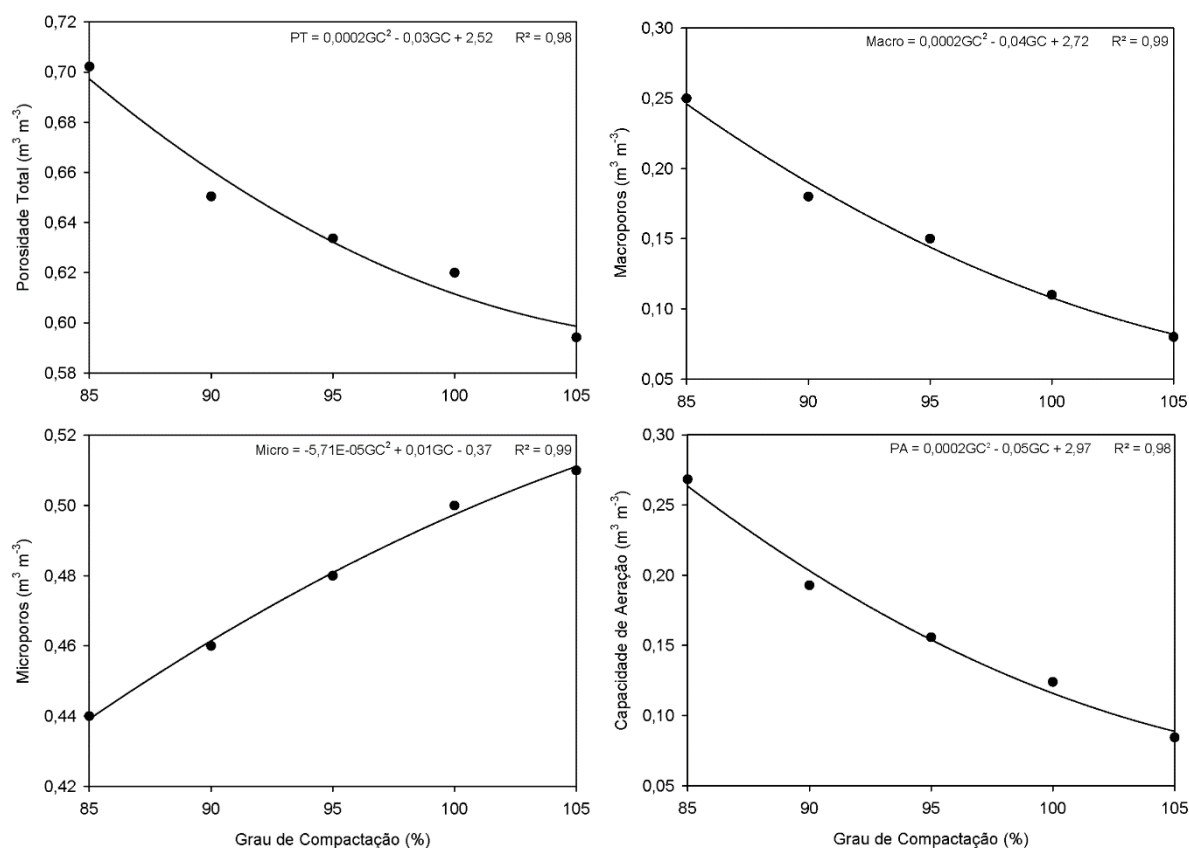 PT = 0,0002GC² - 0,03GC + 2,52 R² = 0,98
Porosidade Total (m³ m⁻³)
0,72
0,70
0,68
0,66
0,64
0,62
0,60
0,58
85 90 95 100 105
Macro = 0,0002GC² - 0,04GC + 2,72 R² = 0,99
Macroporos (m³ m⁻³)
0,30
0,25
0,20
0,15
0,10
0,05
85 90 95 100 105
Micro = -5,71E-05GC² + 0,01GC - 0,37 R² = 0,99
Microporos (m³ m⁻³)
0,52
0,50
0,48
0,46
0,44
0,42
85 90 95 100 105
Grau de Compactação (%)
PA = 0,0002GC² - 0,05GC + 2,97 R² = 0,98
Capacidade de Aeração (m³ m⁻³)
0,30
0,25
0,20
0,15
0,10
0,05
85 90 95 100 105
Grau de Compactação (%)